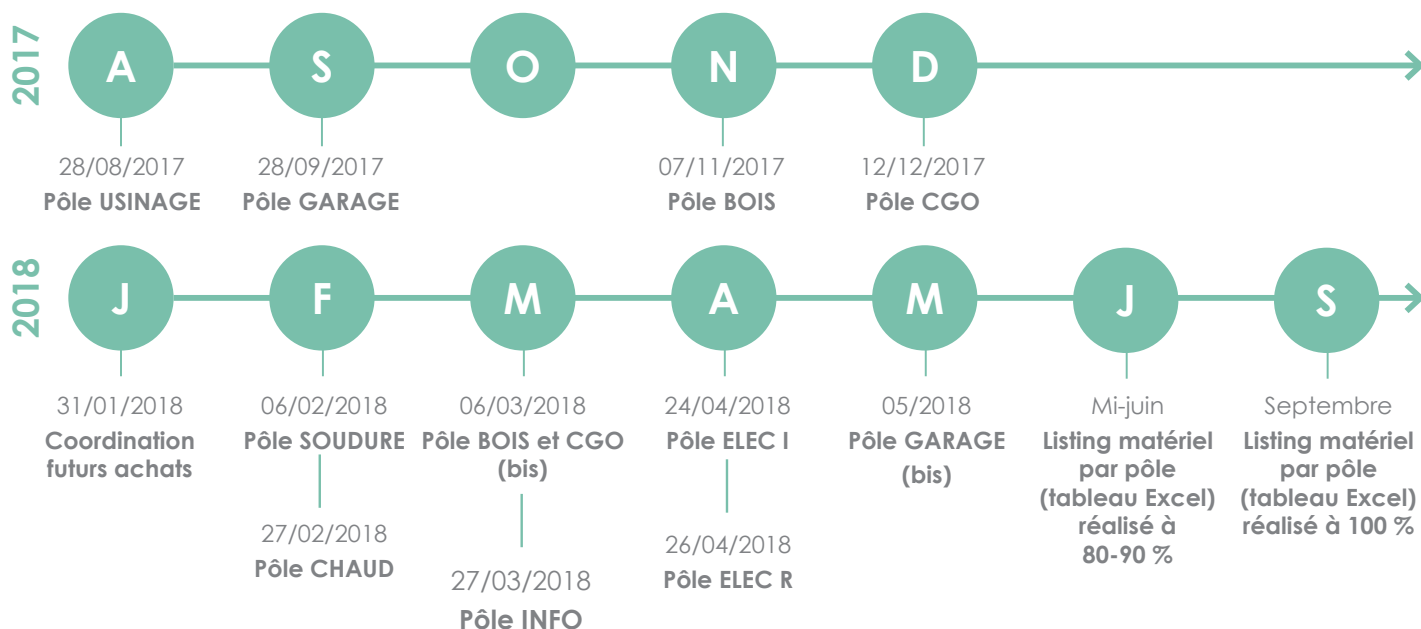 2017
A
S
O
N
D
28/08/2017
Pôle USINAGE
28/09/2017
Pôle GARAGE
07/11/2017
Pôle BOIS
12/12/2017
Pôle CGO
2018
J
F
M
A
M
J
S
31/01/2018
Coordination
futurs achats
06/02/2018
Pôle SOUDURE
27/02/2018
Pôle CHAUD
06/03/2018
Pôle BOIS et CGO
(bis)
27/03/2018
Pôle INFO
24/04/2018
Pôle ELEC I
26/04/2018
Pôle ELEC R
05/2018
Pôle GARAGE
(bis)
Mi-juin
Listing matériel
par pôle
(tableau Excel)
réalisé à
80-90 %
Septembre
Listing matériel
par pôle
(tableau Excel)
réalisé à 100 %